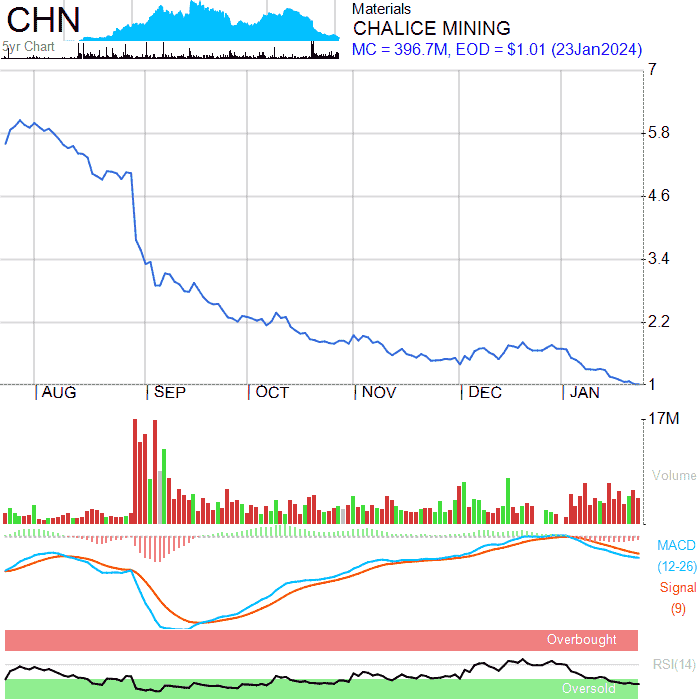 CHN
5yr Chart
Materials
CHALICE MINING
MC = 396.7M, EOD = $1.01 (23Jan2024)
7
5.8
4.6
3.4
2.2
1
AUG SEP OCT NOV DEC JAN
17M
Volume
MACD
(12-26)
Signal
(9)
Overbought
RSI(14)
Oversold